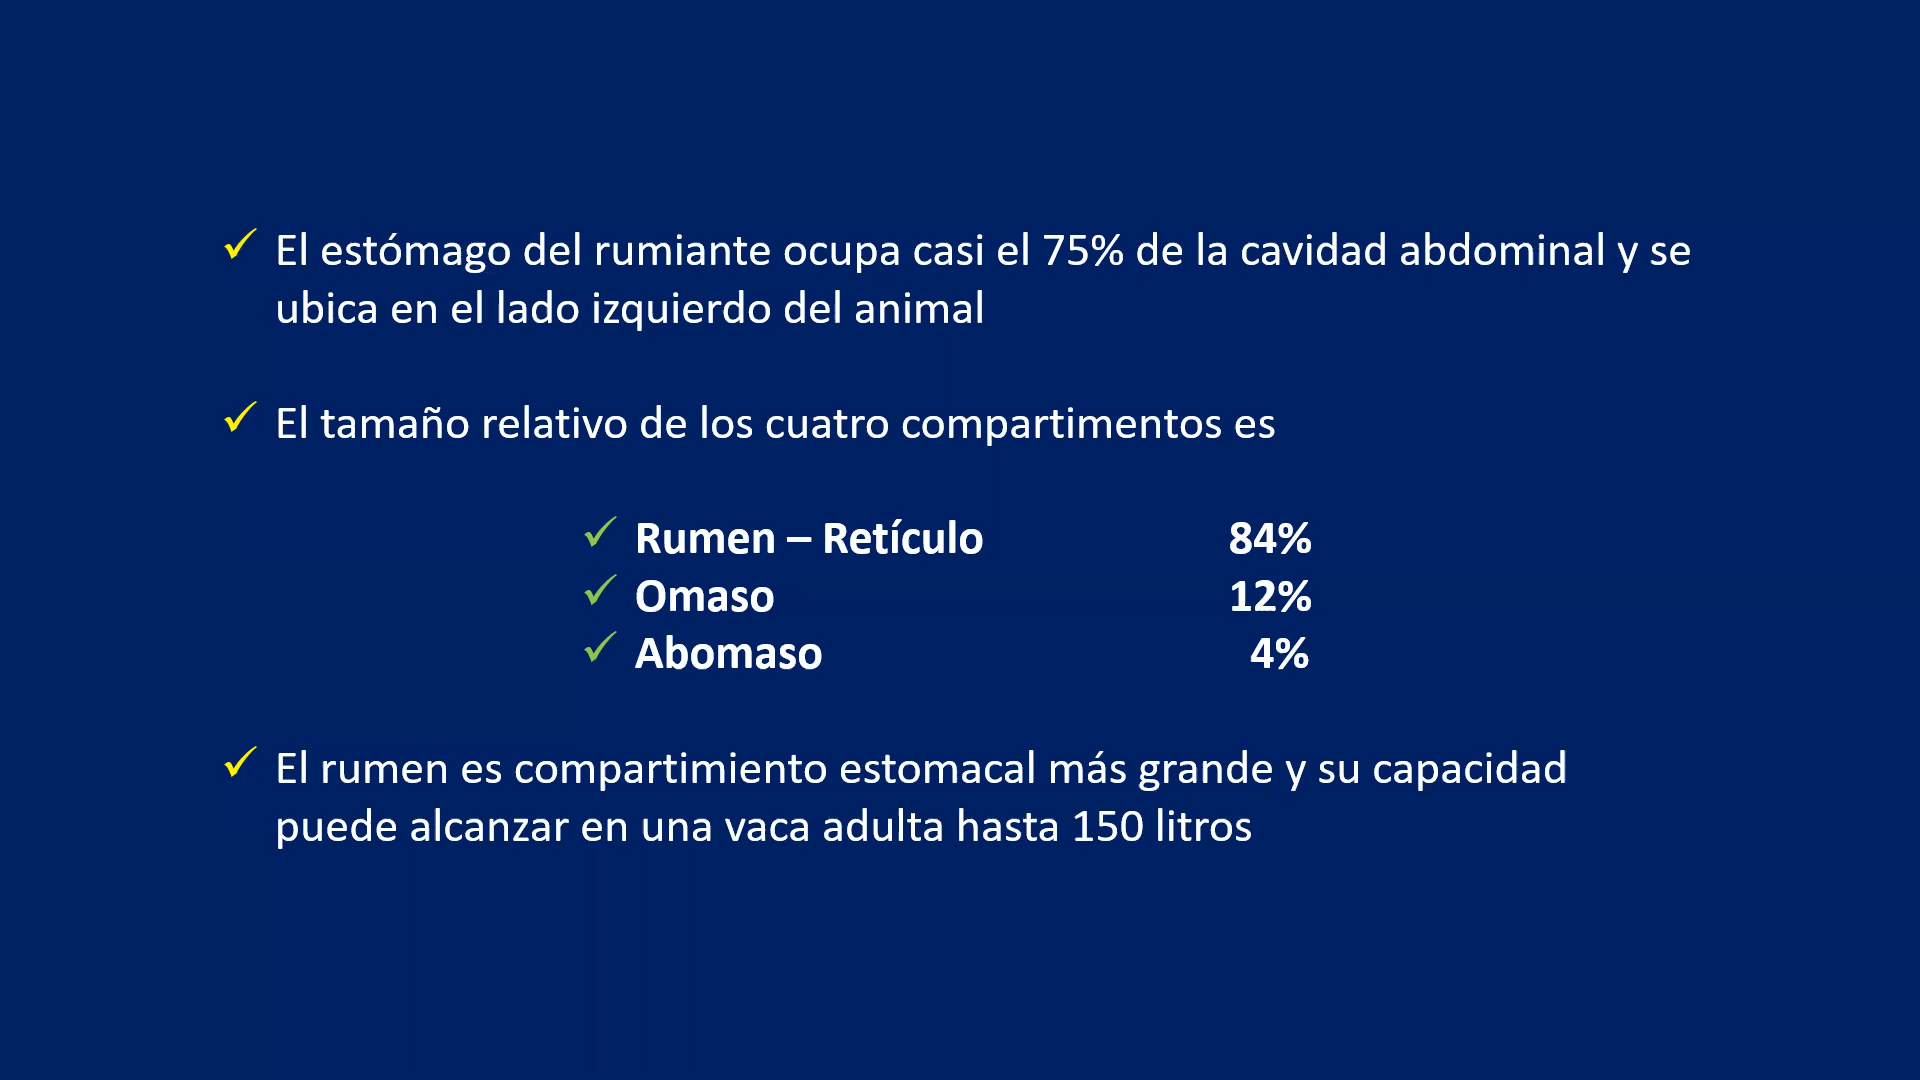 ✓ El estómago del rumiante ocupa casi el 75% de la cavidad abdominal y se
ubica en el lado izquierdo del animal
✓ El tamaño relativo de los cuatro compartimentos es
✓ Rumen – Retículo 84%
✓ Omaso 12%
✓ Abomaso 4%
✓ El rumen es compartimiento estomacal más grande y su capacidad
puede alcanzar en una vaca adulta hasta 150 litros